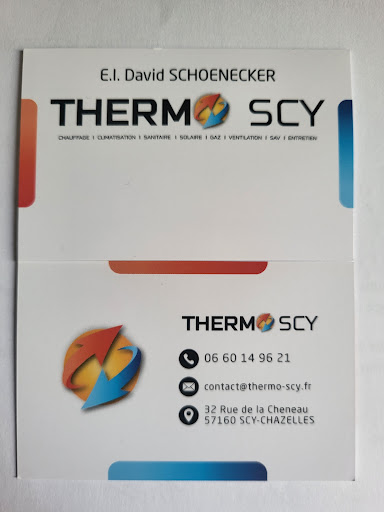 E.I. David SCHOENECKER
THERMO SCY
CHAUFFAGE I CLIMATISATION I SANITAIRE I SOLAIRE I GAZ I VENTILATION I SAV I ENTRETIEN
THERMO SCY
06 60 14 96 21
contact@thermo-scy.fr
32 Rue de la Cheneau
57160 SCY-CHAZELLES